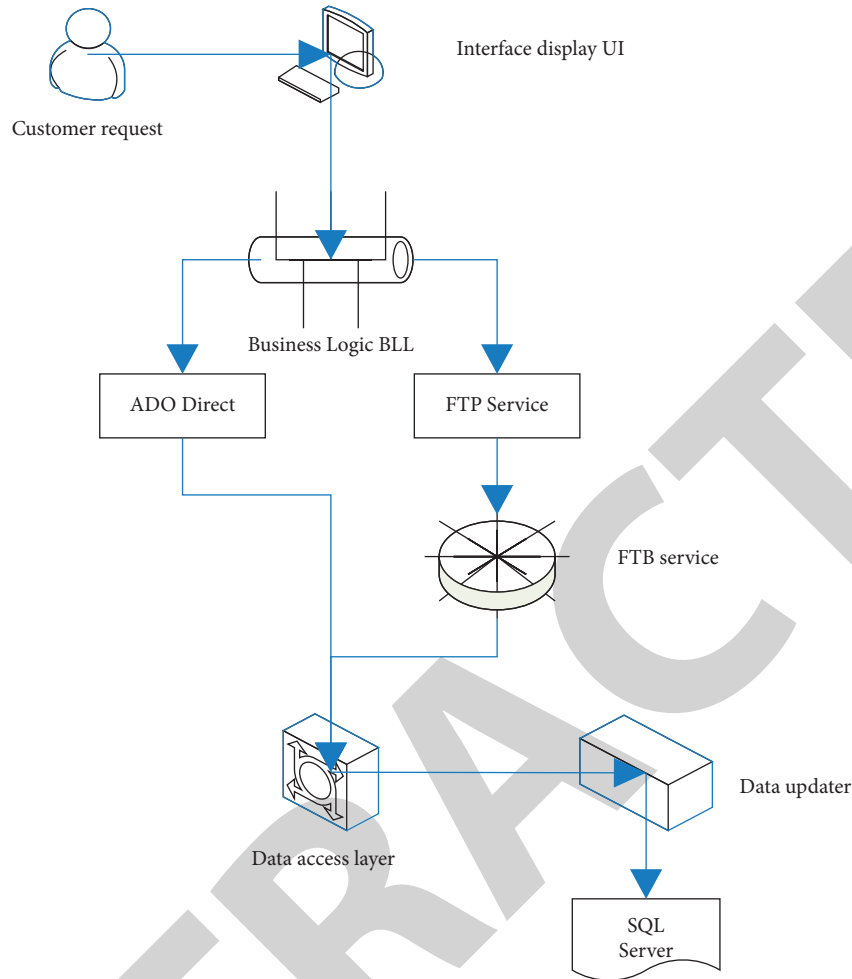 Interface display UI
Customer request
Business Logic BLL
ADO Direct
FTP Service
FTB service
Data updater
Data access layer
SQL
Server
TRACT